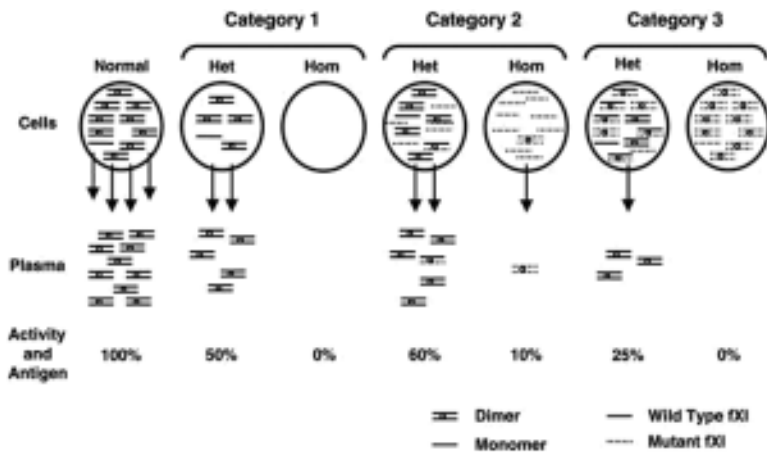 Category 1 Category 2 Category 3
Normal Het Hom Het Hom Het Hom
Cells
Plasma
Activity
and
Antigen
100% 50% 0% 60% 10% 25% 0%
Dimer Wild Type fXI
Monomer Mutant fXI